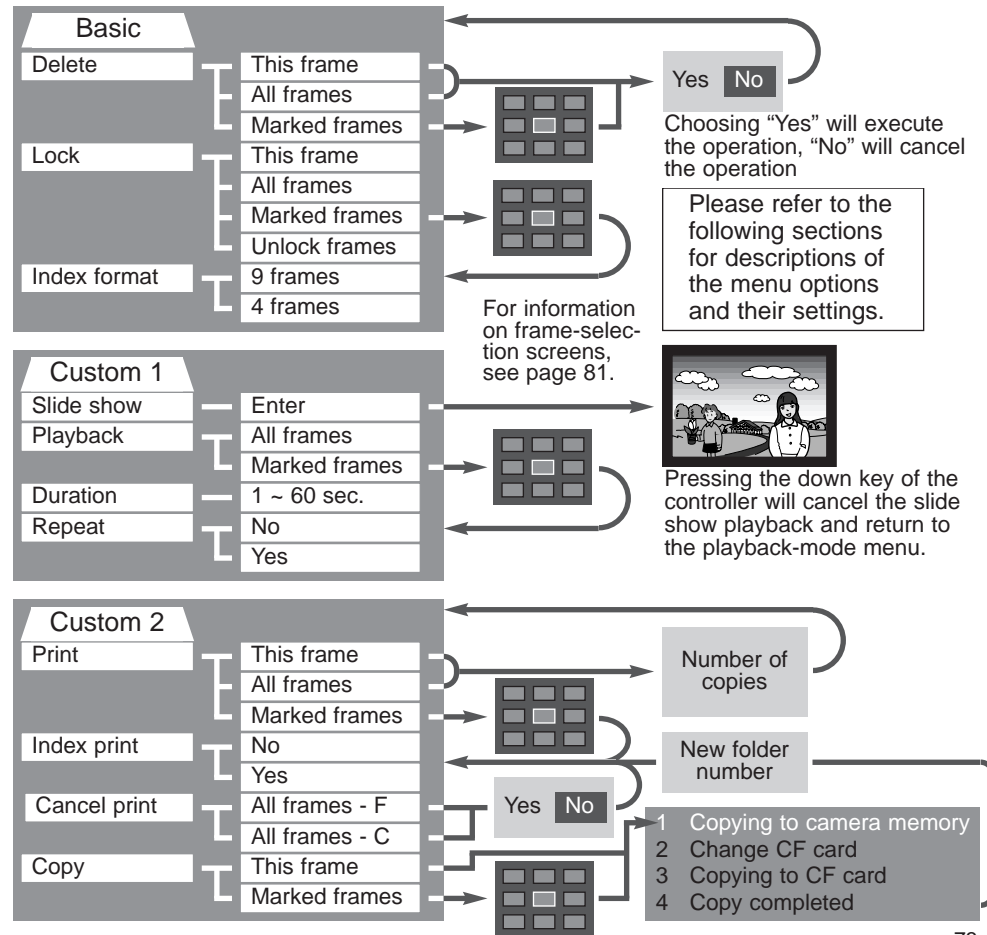 Basic
Delete
This frame
All frames
Marked frames
Lock
This frame
All frames
Marked frames
Unlock frames
Index format
9 frames
4 frames
Yes No
Choosing “Yes” will execute
the operation, “No” will cancel
the operation
Please refer to the
following sections
for descriptions of
the menu options
and their settings.
For information
on frame-selec-
tion screens,
see page 81.
Custom 1
Slide show
Enter
Playback
All frames
Marked frames
Duration
1 ~ 60 sec.
Repeat
No
Yes
Pressing the down key of the
controller will cancel the slide
show playback and return to
the playback-mode menu.
Custom 2
Print
This frame
All frames
Marked frames
Index print
No
Yes
Cancel print
All frames - F
All frames - C
Copy
This frame
Marked frames
Number of
copies
New folder
number
Yes No
1 Copying to camera memory
2 Change CF card
3 Copying to CF card
4 Copy completed